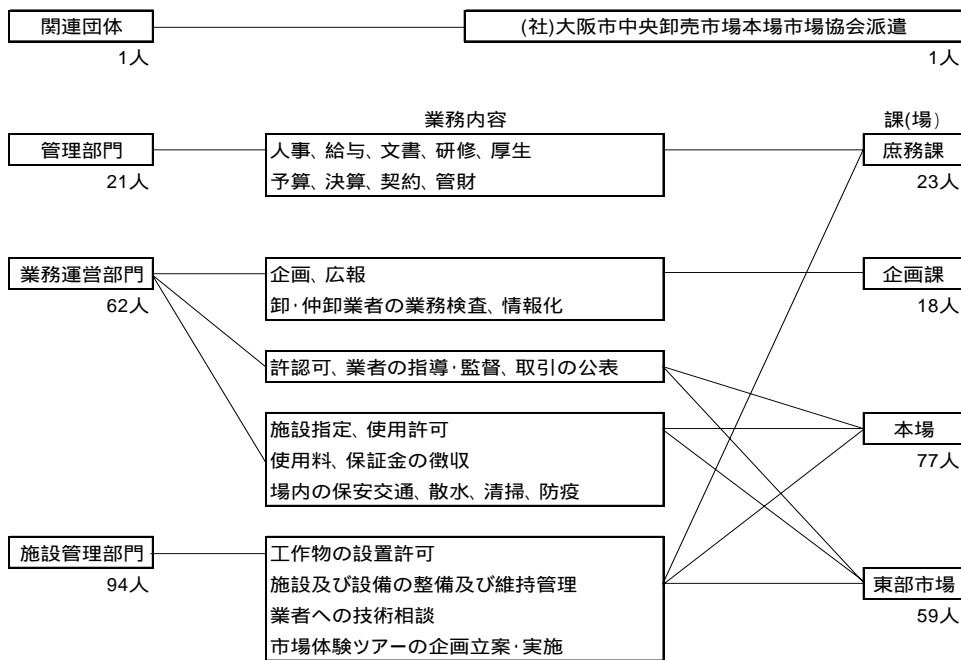 関連団体
(社)大阪市中央卸売市場本場市場協会派遣
1人
1人
業務内容
課(場)
管理部門
人事、給与、文書、研修、厚生
庶務課
21人
予算、決算、契約、管財
23人
業務運営部門
企画、広報
企画課
62人
卸・仲卸業者の業務検査、情報化
18人
許認可、業者の指導・監督、取引の公表
施設指定、使用許可
本場
使用料、保証金の徴収
77人
場内の保安交通、散水、清掃、防疫
施設管理部門
工作物の設置許可
94人
施設及び設備の整備及び維持管理
東部市場
業者への技術相談
59人
市場体験ツアーの企画立案・実施